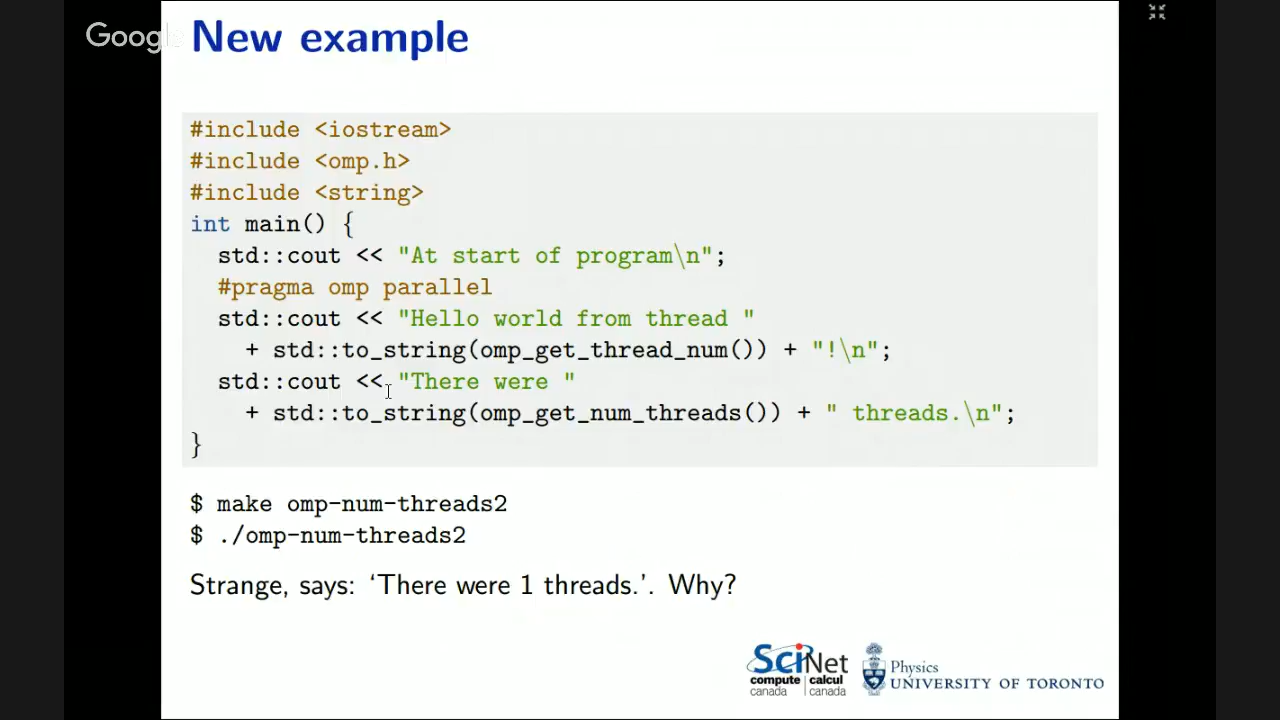 Google
New example
#include <iostream>
#include <omp.h>
#include <string>
int main() {
  std::cout << "At start of program\n";
  #pragma omp parallel
  std::cout << "Hello world from thread "
    + std::to_string(omp_get_thread_num()) + "!\n";
  std::cout << "There were "
    + std::to_string(omp_get_num_threads()) + " threads.\n";
}
$ make omp-num-threads2
$ ./omp-num-threads2
Strange, says: ‘There were 1 threads.’. Why?
SciNet
compute | calcul
canada | canada
Physics
UNIVERSITY OF TORONTO